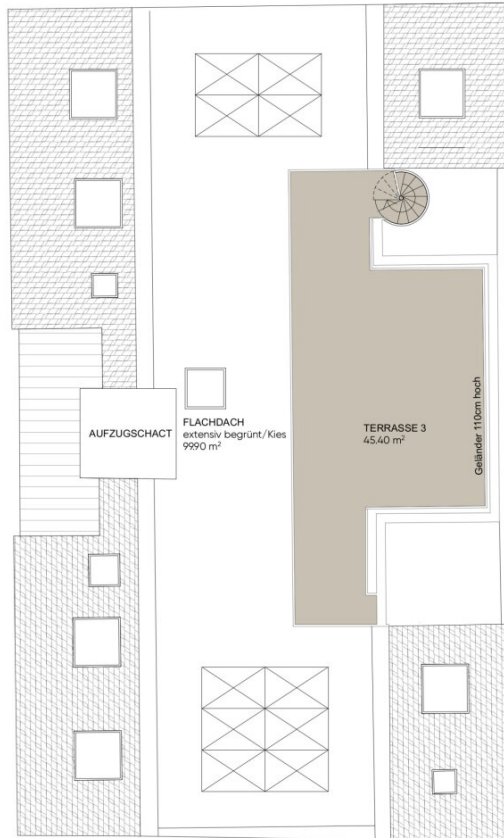 AUFZUGSCHACT
FLACHDACH
extensiv begrünt/Kies
99.90 m²
TERRASSE 3
45.40 m²
Geländer 110cm hoch